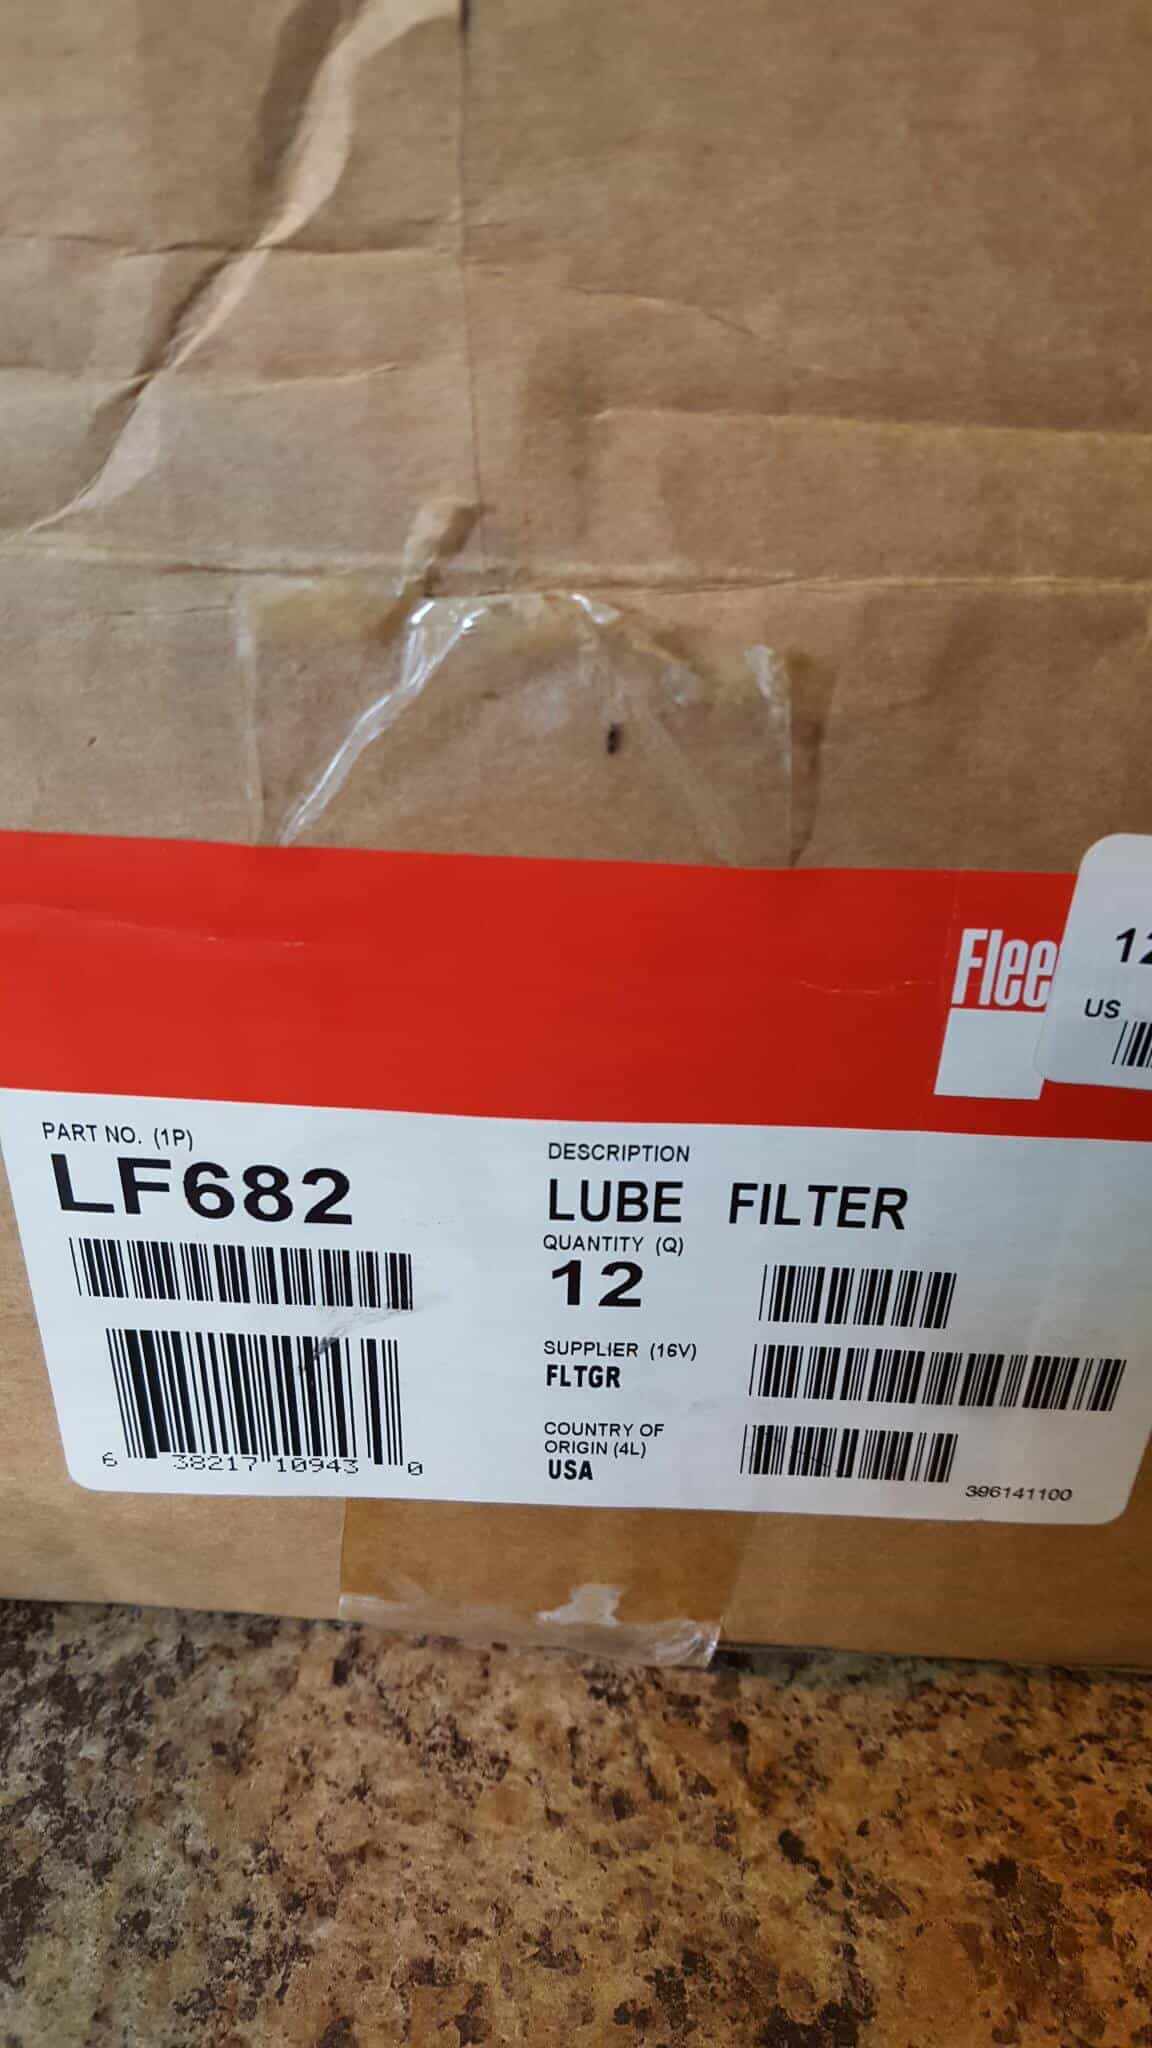 Flee
12
US
PART NO. (1P)
LF682
DESCRIPTION
LUBE FILTER
QUANTITY (Q)
12
SUPPLIER (16V)
FLTGR
COUNTRY OF
ORIGIN (4L)
USA
6 38217 10943 0
396141100